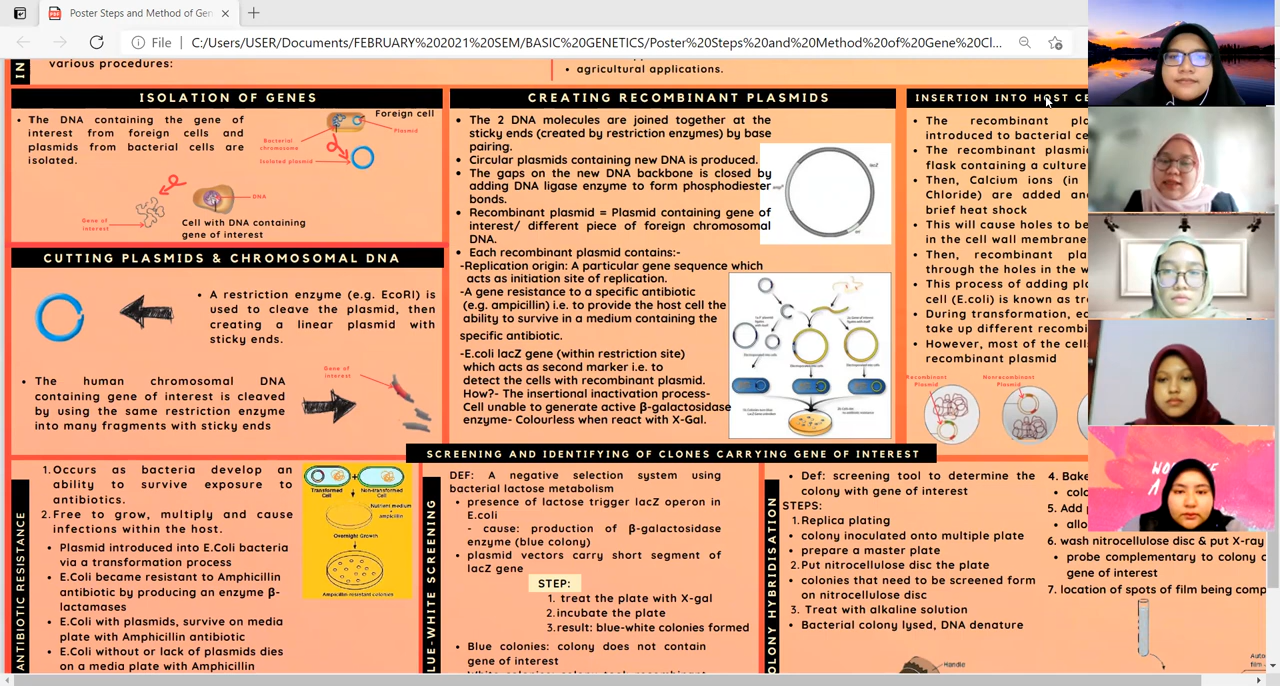 Poster Steps and Method of Gen
File
C:/Users/USER/Documents/FEBRUARY%202021%20SEM/BASIC%20GENETICS/Poster%20Steps%20and%20Method%20of%20Gene%20Cl...
IN
various procedures:
• agricultural applications.
ISOLATION OF GENES
• The DNA containing the gene of
interest from foreign cells and
plasmids from bacterial cells are
isolated.
Foreign cell
Plasmid
Bacterial
chromosome
Isolated plasmid
DNA
Gene of
interest
Cell with DNA containing
gene of interest
CUTTING PLASMIDS & CHROMOSOMAL DNA
• A restriction enzyme (e.g. EcoRI) is
used to cleave the plasmid, then
creating a linear plasmid with
sticky ends.
• The human chromosomal DNA
containing gene of interest is cleaved
by using the same restriction enzyme
into many fragments with sticky ends
Gene of
interest
CREATING RECOMBINANT PLASMIDS
• The 2 DNA molecules are joined together at the
sticky ends (created by restriction enzymes) by base
pairing.
• Circular plasmids containing new DNA is produced.
• The gaps on the new DNA backbone is closed by
adding DNA ligase enzyme to form phosphodiester
bonds.
• Recombinant plasmid = Plasmid containing gene of
interest/ different piece of foreign chromosomal
DNA.
• Each recombinant plasmid contains:-
-Replication origin: A particular gene sequence which
acts as initiation site of replication.
-A gene resistance to a specific antibiotic
(e.g. ampicillin) i.e. to provide the host cell the
ability to survive in a medium containing the
specific antibiotic.
-E.coli lacZ gene (within restriction site)
which acts as second marker i.e. to
detect the cells with recombinant plasmid.
How?- The insertional inactivation process-
Cell unable to generate active β-galactosidase
enzyme- Colourless when react with X-Gal.
lacZ
ori
INSERTION INTO HOST CE
• The recombinant pla
introduced to bacterial ce
• The recombinant plasmi
flask containing a culture
• Then, Calcium ions (in
Chloride) are added an
brief heat shock
• This will cause holes to be
in the cell wall membrane
• Then, recombinant pla
through the holes in the w
• This process of adding pl
cell (E.coli) is known as tr
• During transformation, ec
take up different recombi
• However, most of the cell
recombinant plasmid
Recombinant
Plasmid
Nonrecombinant
Plasmid
SCREENING AND IDENTIFYING OF CLONES CARRYING GENE OF INTEREST
ANTIBIOTIC RESISTANCE
1.Occurs as bacteria develop an
ability to survive exposure to
antibiotics.
2.Free to grow, multiply and cause
infections within the host.
• Plasmid introduced into E.Coli bacteria
via a transformation process
• E.Coli became resistant to Amphicillin
antibiotic by producing an enzyme β-
lactamases
• E.Coli with plasmids, survive on media
plate with Amphicillin antibiotic
• E.Coli without or lack of plasmids dies
on a media plate with Amphicillin
Transformed
Cell
Non-transformed
Cell
Nutrient medium
+
ampicillin
Overnight Growth
Ampicillin resistant colonies
LUE-WHITE SCREENING
DEF: A negative selection system using
bacterial lactose metabolism
• presence of lactose trigger lacZ operon in
E.coli
- cause: production of β-galactosidase
enzyme (blue colony)
• plasmid vectors carry short segment of
lacZ gene
STEP:
1. treat the plate with X-gal
2.incubate the plate
3.result: blue-white colonies formed
• Blue colonies: colony does not contain
gene of interest
OLONY HYBRIDISATION
• Def: screening tool to determine the
colony with gene of interest
STEPS:
1.Replica plating
• colony inoculated onto multiple plate
• prepare a master plate
2.Put nitrocellulose disc the plate
• colonies that need to be screened form
on nitrocellulose disc
3. Treat with alkaline solution
• Bacterial colony lysed, DNA denature
Handle
4. Bake
colo
5. Add p
allo
6. wash nitrocellulose disc & put X-ray
• probe complementary to colony c
gene of interest
7. location of spots of film being comp
Auto
film